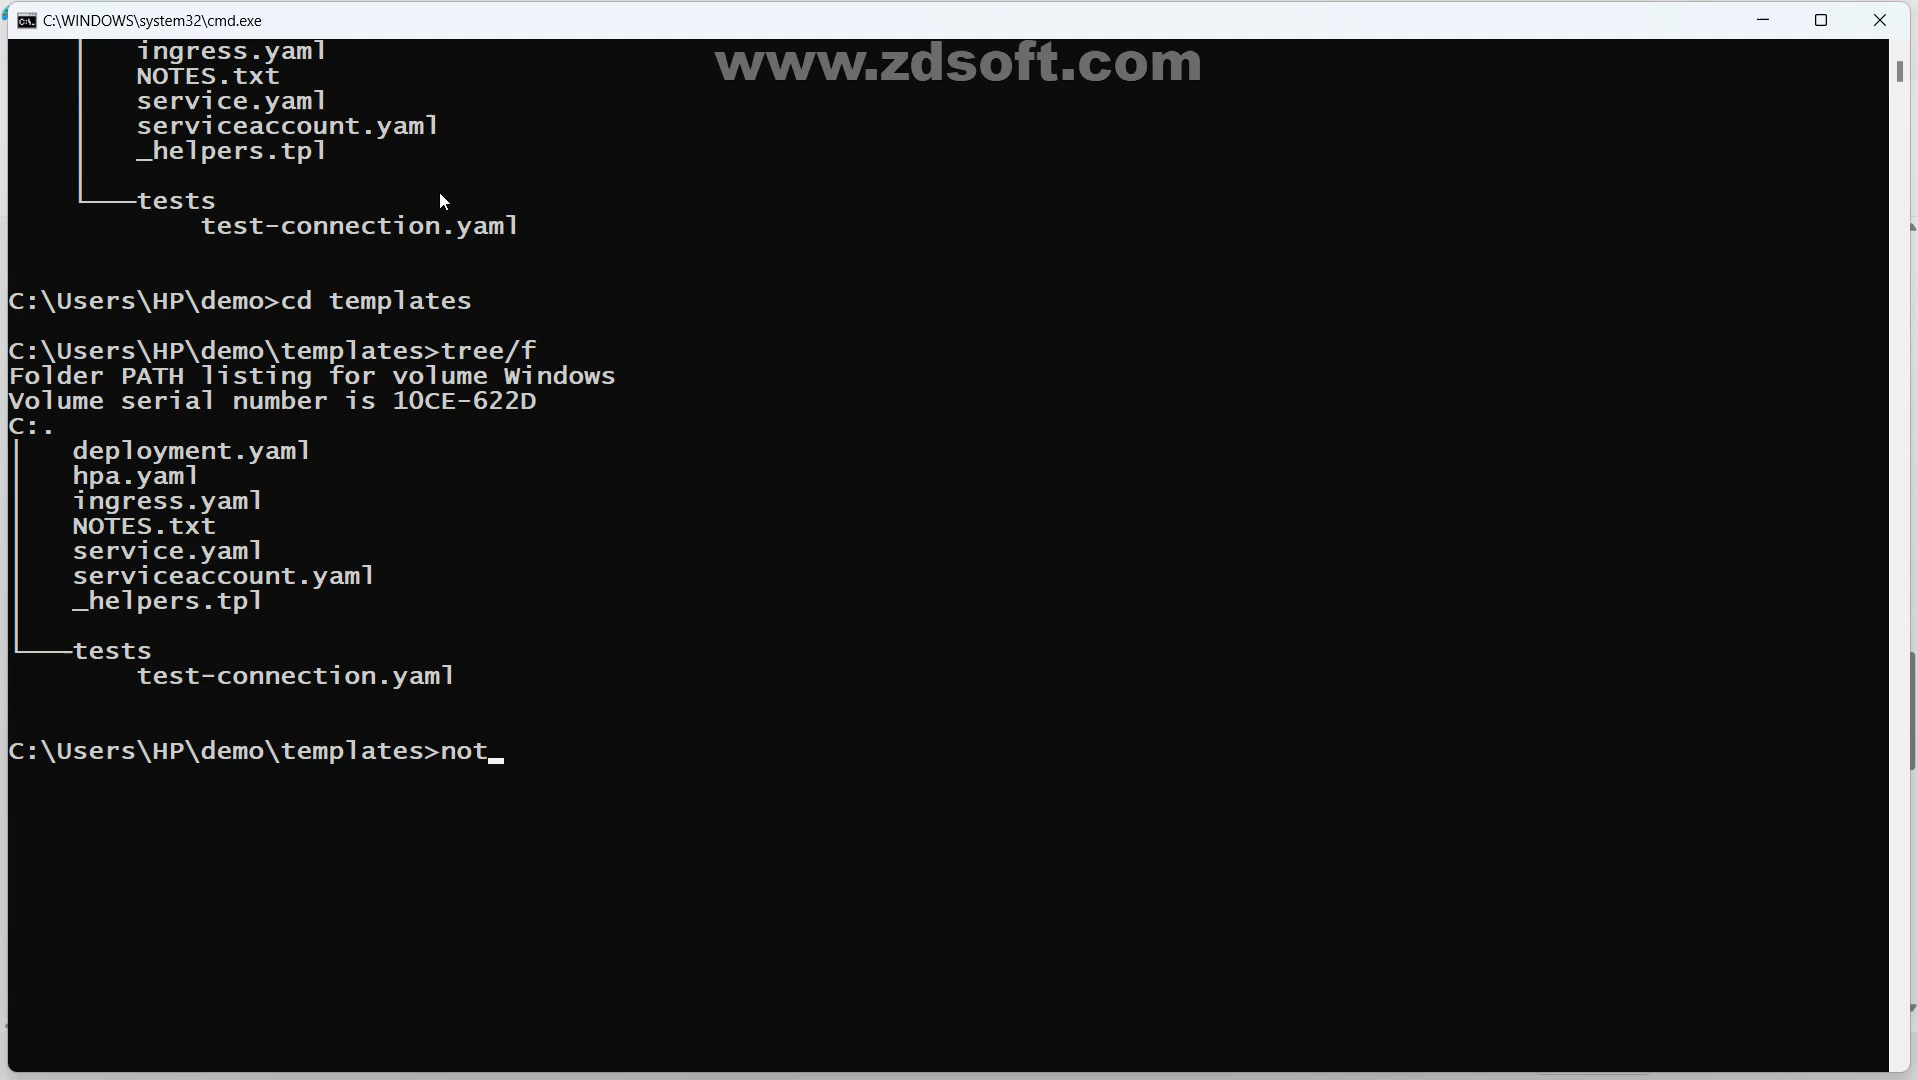 C:\WINDOWS\system32\cmd.exe
www.zdsoft.com
ingress.yaml
NOTES.txt
service.yaml
serviceaccount.yaml
_helpers.tpl
tests
test-connection.yaml
C:\Users\HP\demo>cd templates
C:\Users\HP\demo\templates>tree/f
Folder PATH listing for volume Windows
Volume serial number is 10CE-622D
C:.
deployment.yaml
hpa.yaml
ingress.yaml
NOTES.txt
service.yaml
serviceaccount.yaml
_helpers.tpl
tests
test-connection.yaml
C:\Users\HP\demo\templates>not